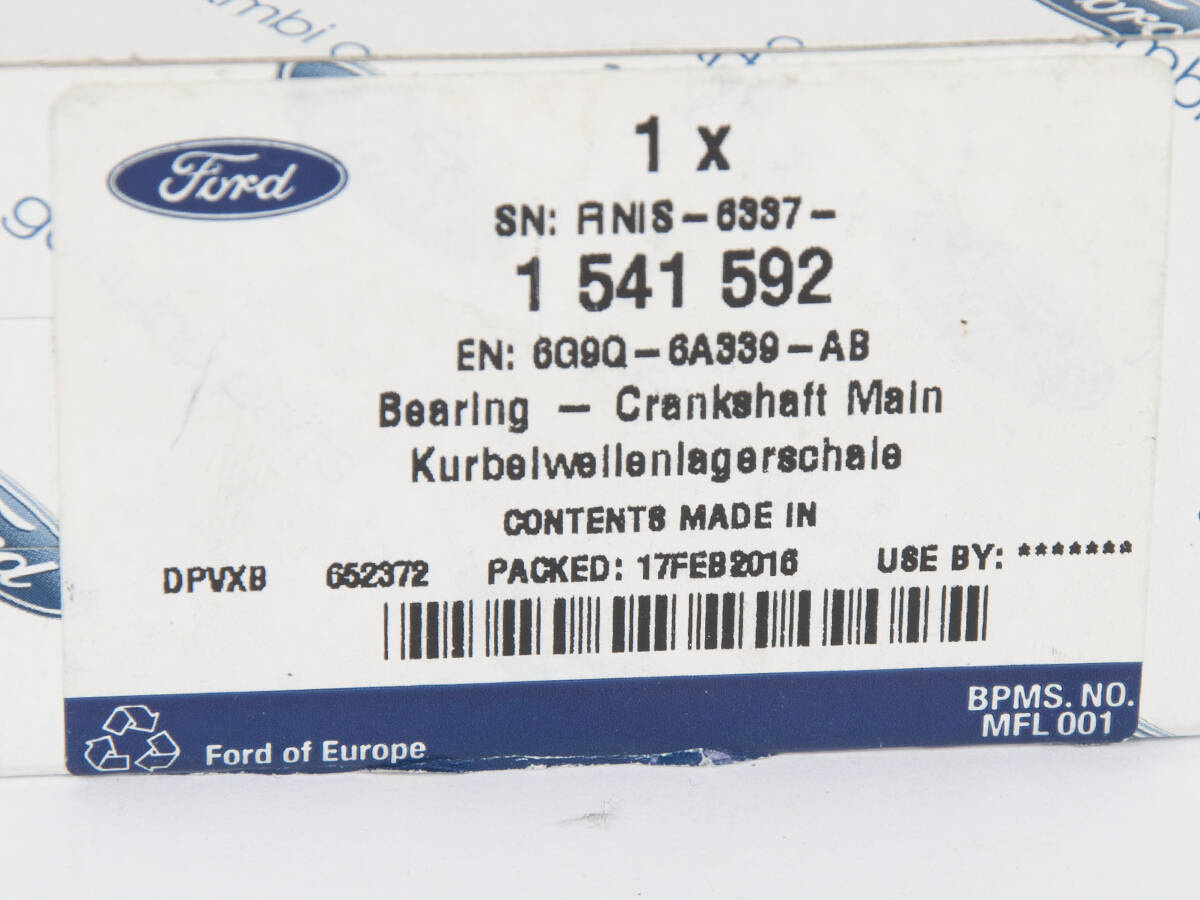 Ford
1 x
SN: FINIS-6337-
1 541 592
EN: 6G9Q-6A339-AB
Bearing - Crankshaft Main
Kurbelwellenlagerschale
CONTENTS MADE IN
DPVXB 652372 PACKED: 17FEB2016 USE BY: *******
Ford of Europe
BPMS. NO.
MFL 001